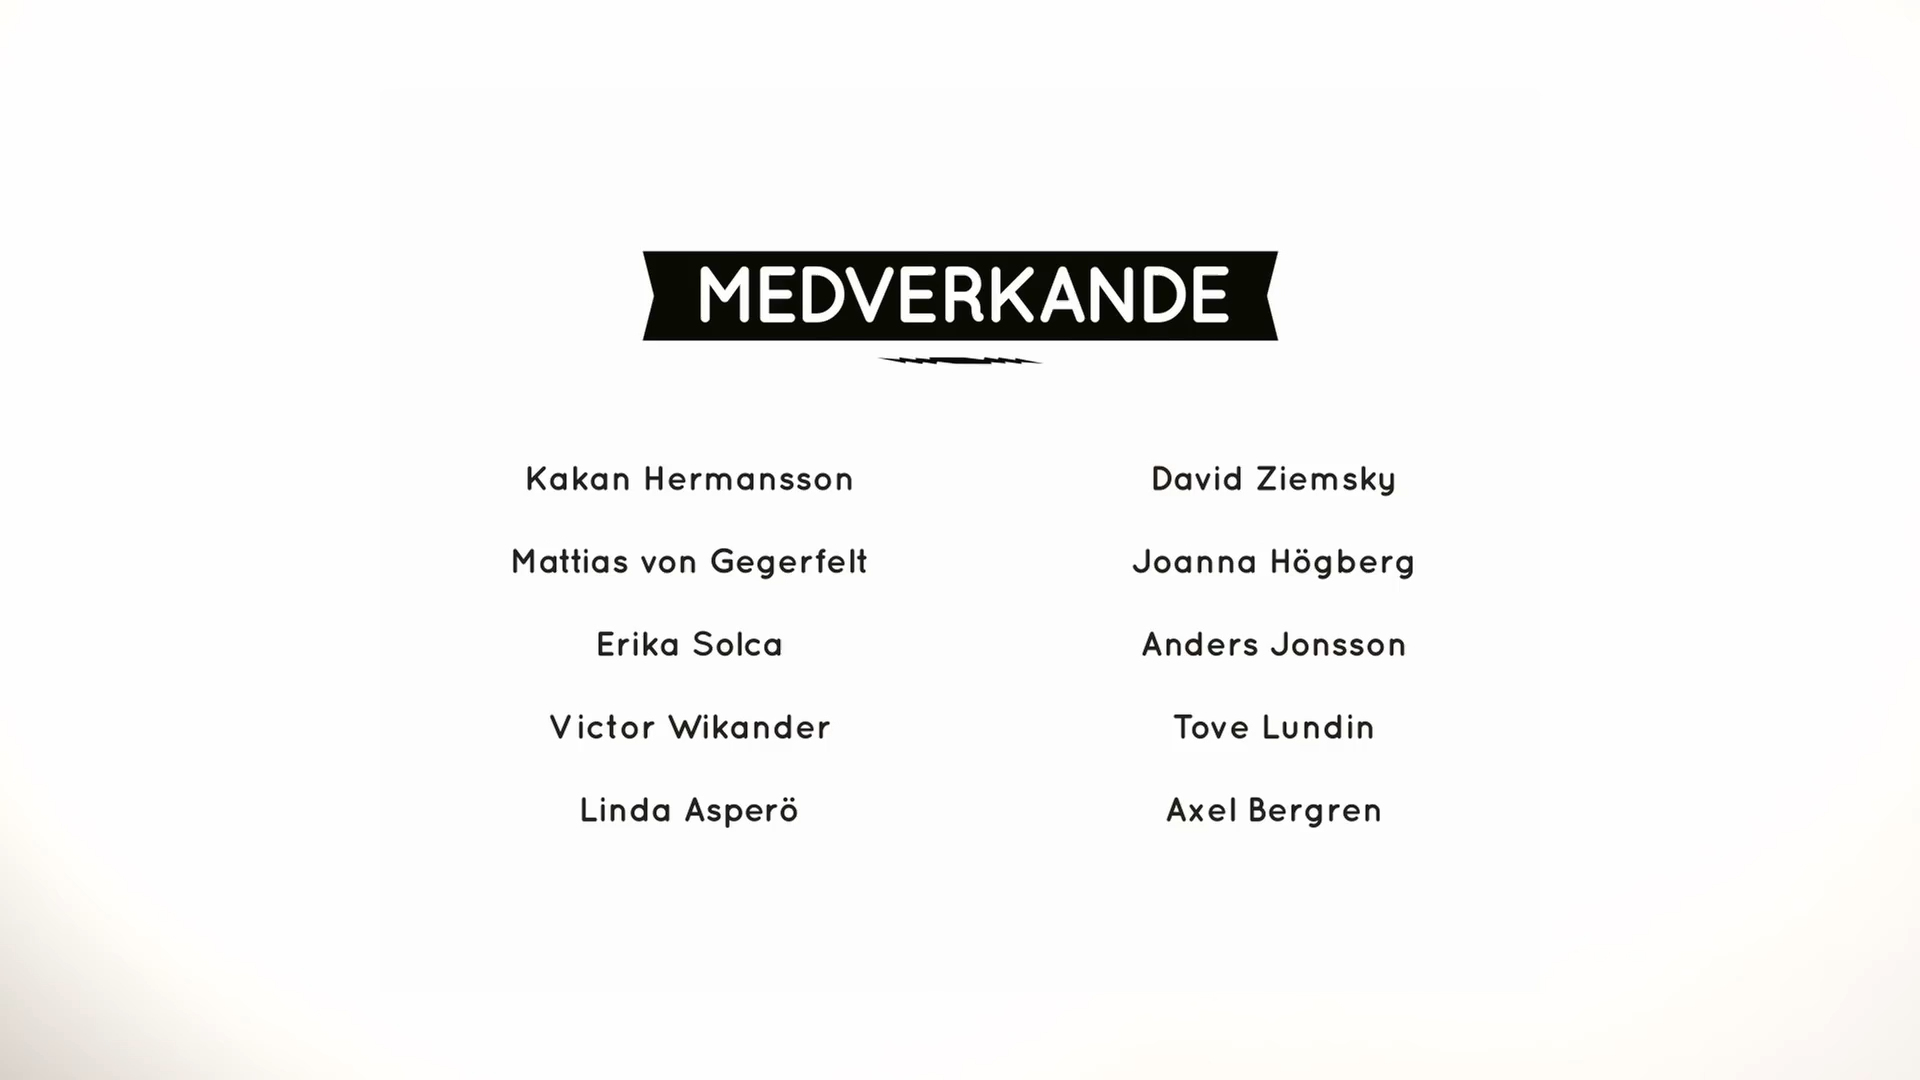 MEDVERKANDE
Kakan Hermansson
Mattias von Gegerfelt
Erika Solca
Victor Wikander
Linda Asperö
David Ziemsky
Joanna Högberg
Anders Jonsson
Tove Lundin
Axel Bergren